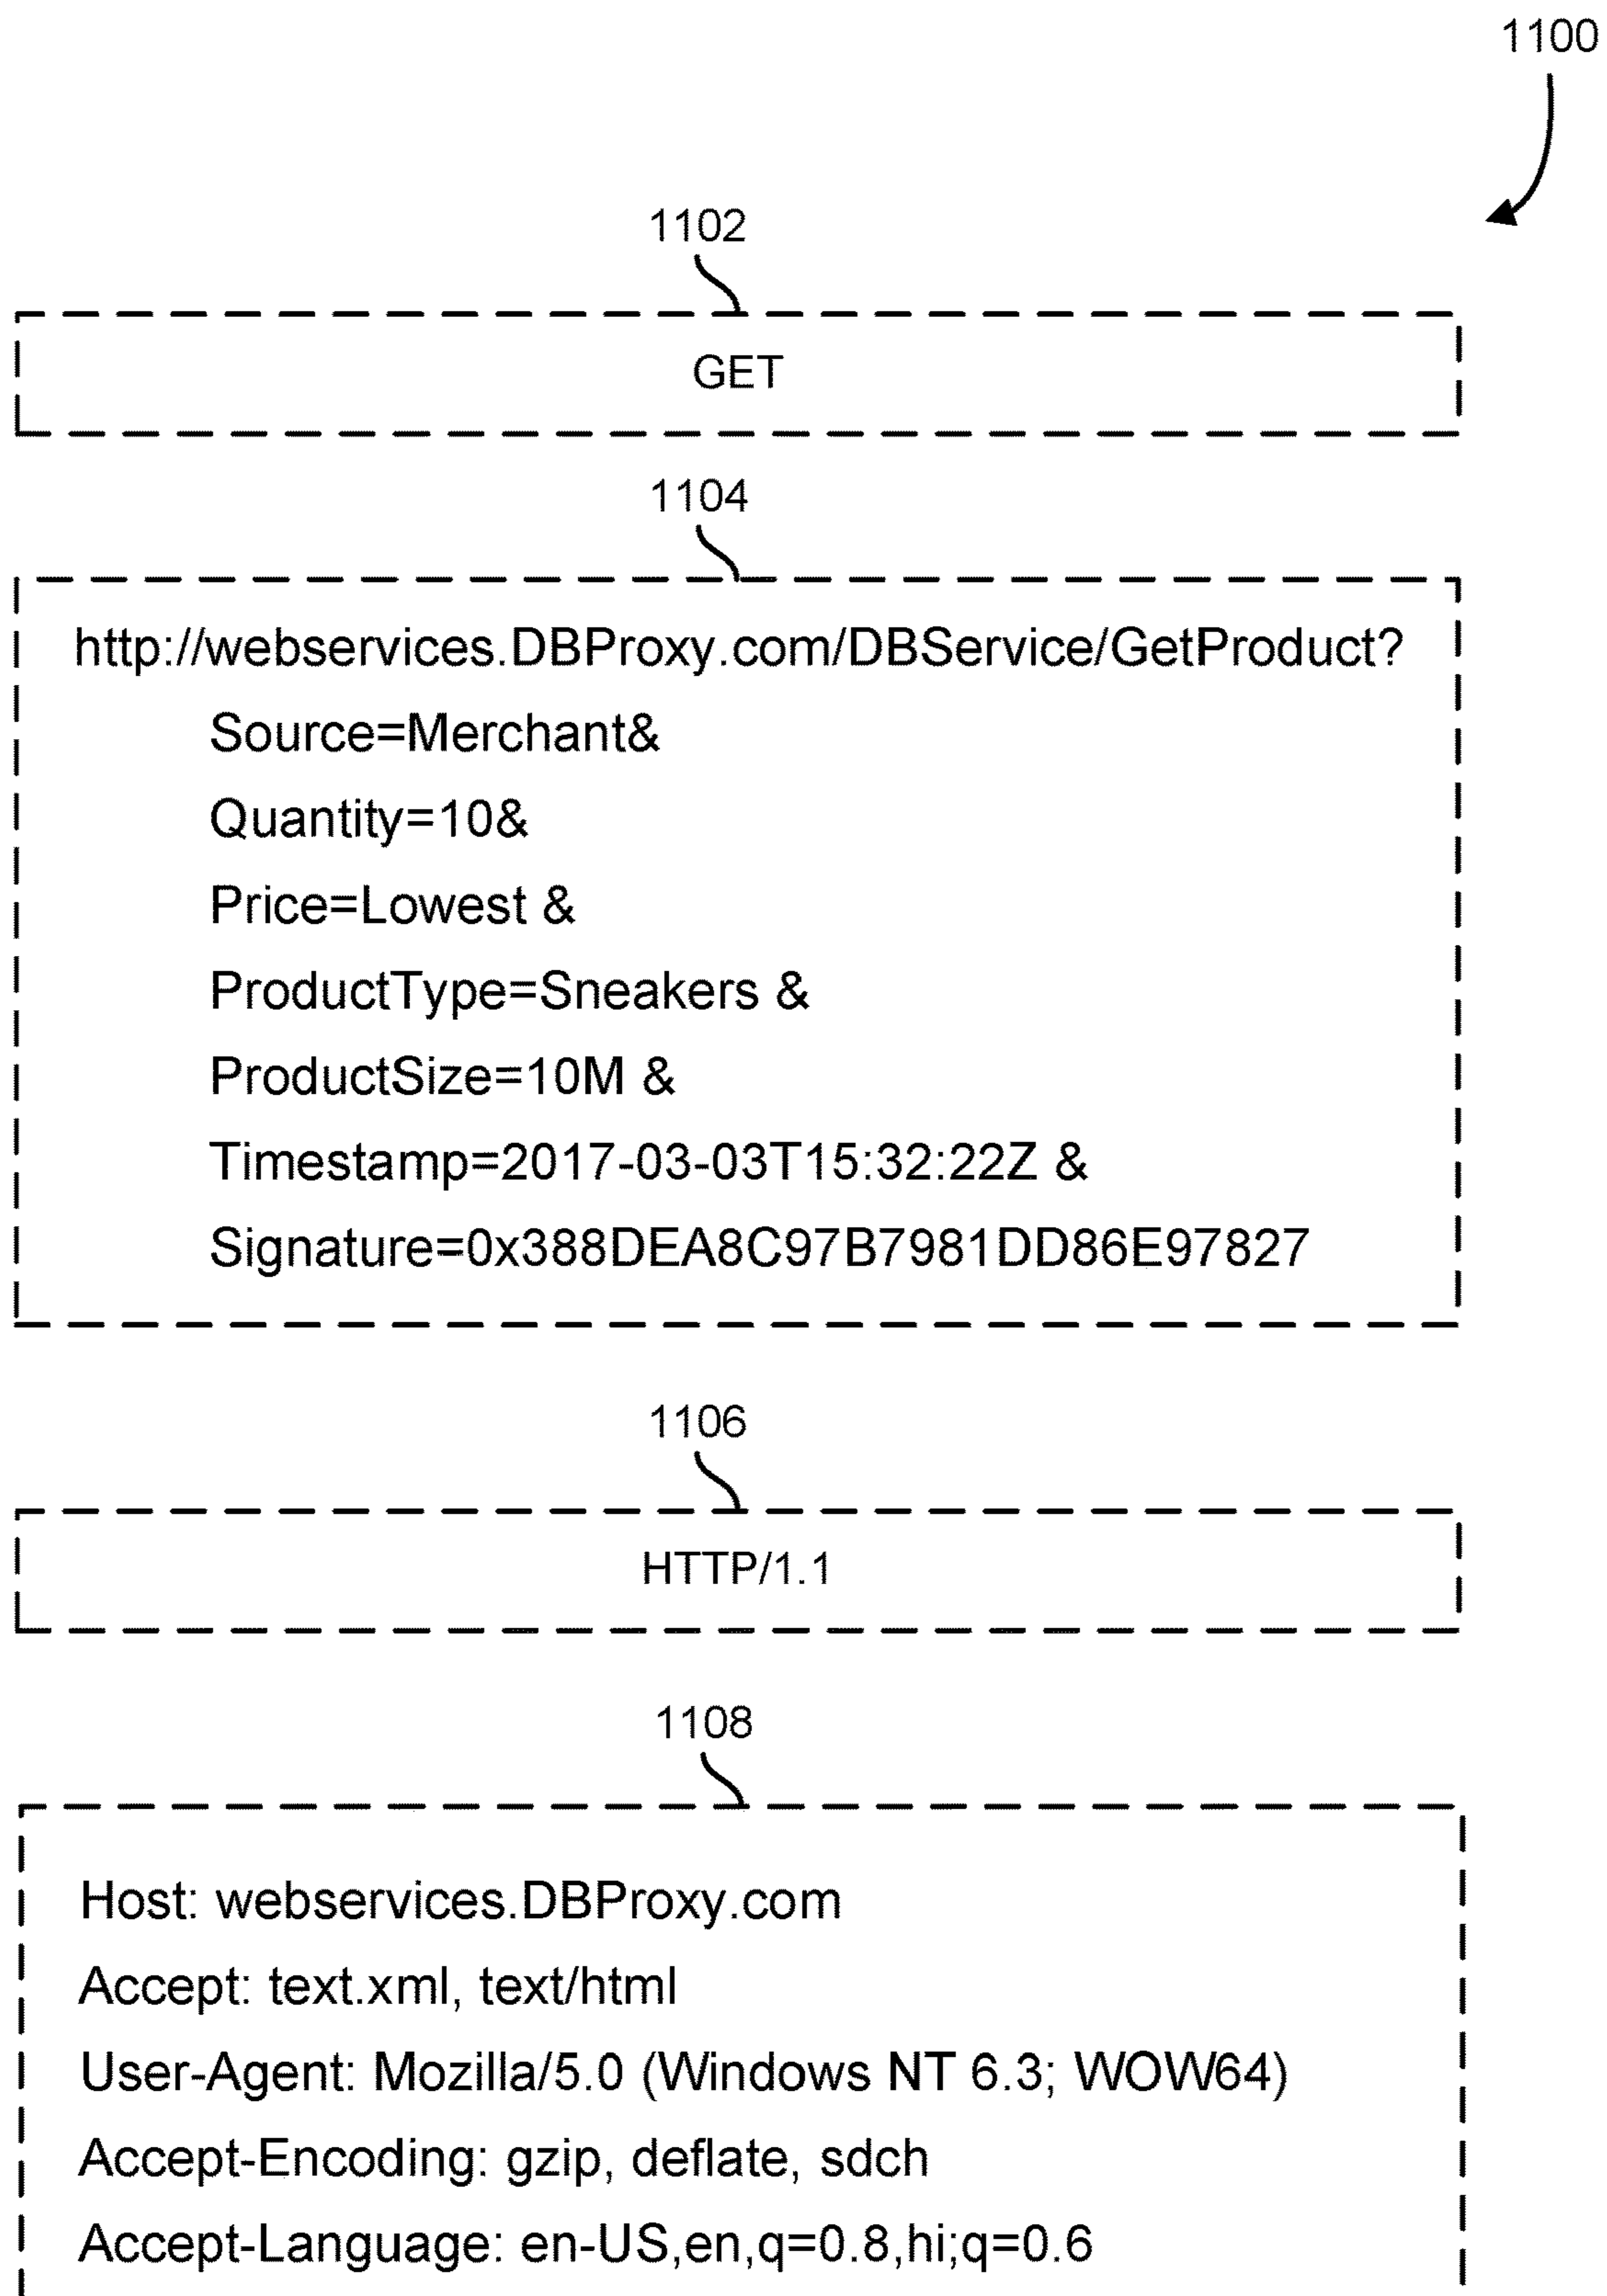 1100
1102
GET
1104
http://webservices.DBProxy.com/DBService/GetProduct?
Source=Merchant&
Quantity=10&
Price=Lowest &
ProductType=Sneakers &
ProductSize=10M &
Timestamp=2017-03-03T15:32:22Z &
Signature=0x388DEA8C97B7981DD86E97827
1106
HTTP/1.1
1108
Host: webservices.DBProxy.com
Accept: text.xml, text/html
User-Agent: Mozilla/5.0 (Windows NT 6.3; WOW64)
Accept-Encoding: gzip, deflate, sdch
Accept-Language: en-US,en,q=0.8,hi;q=0.6